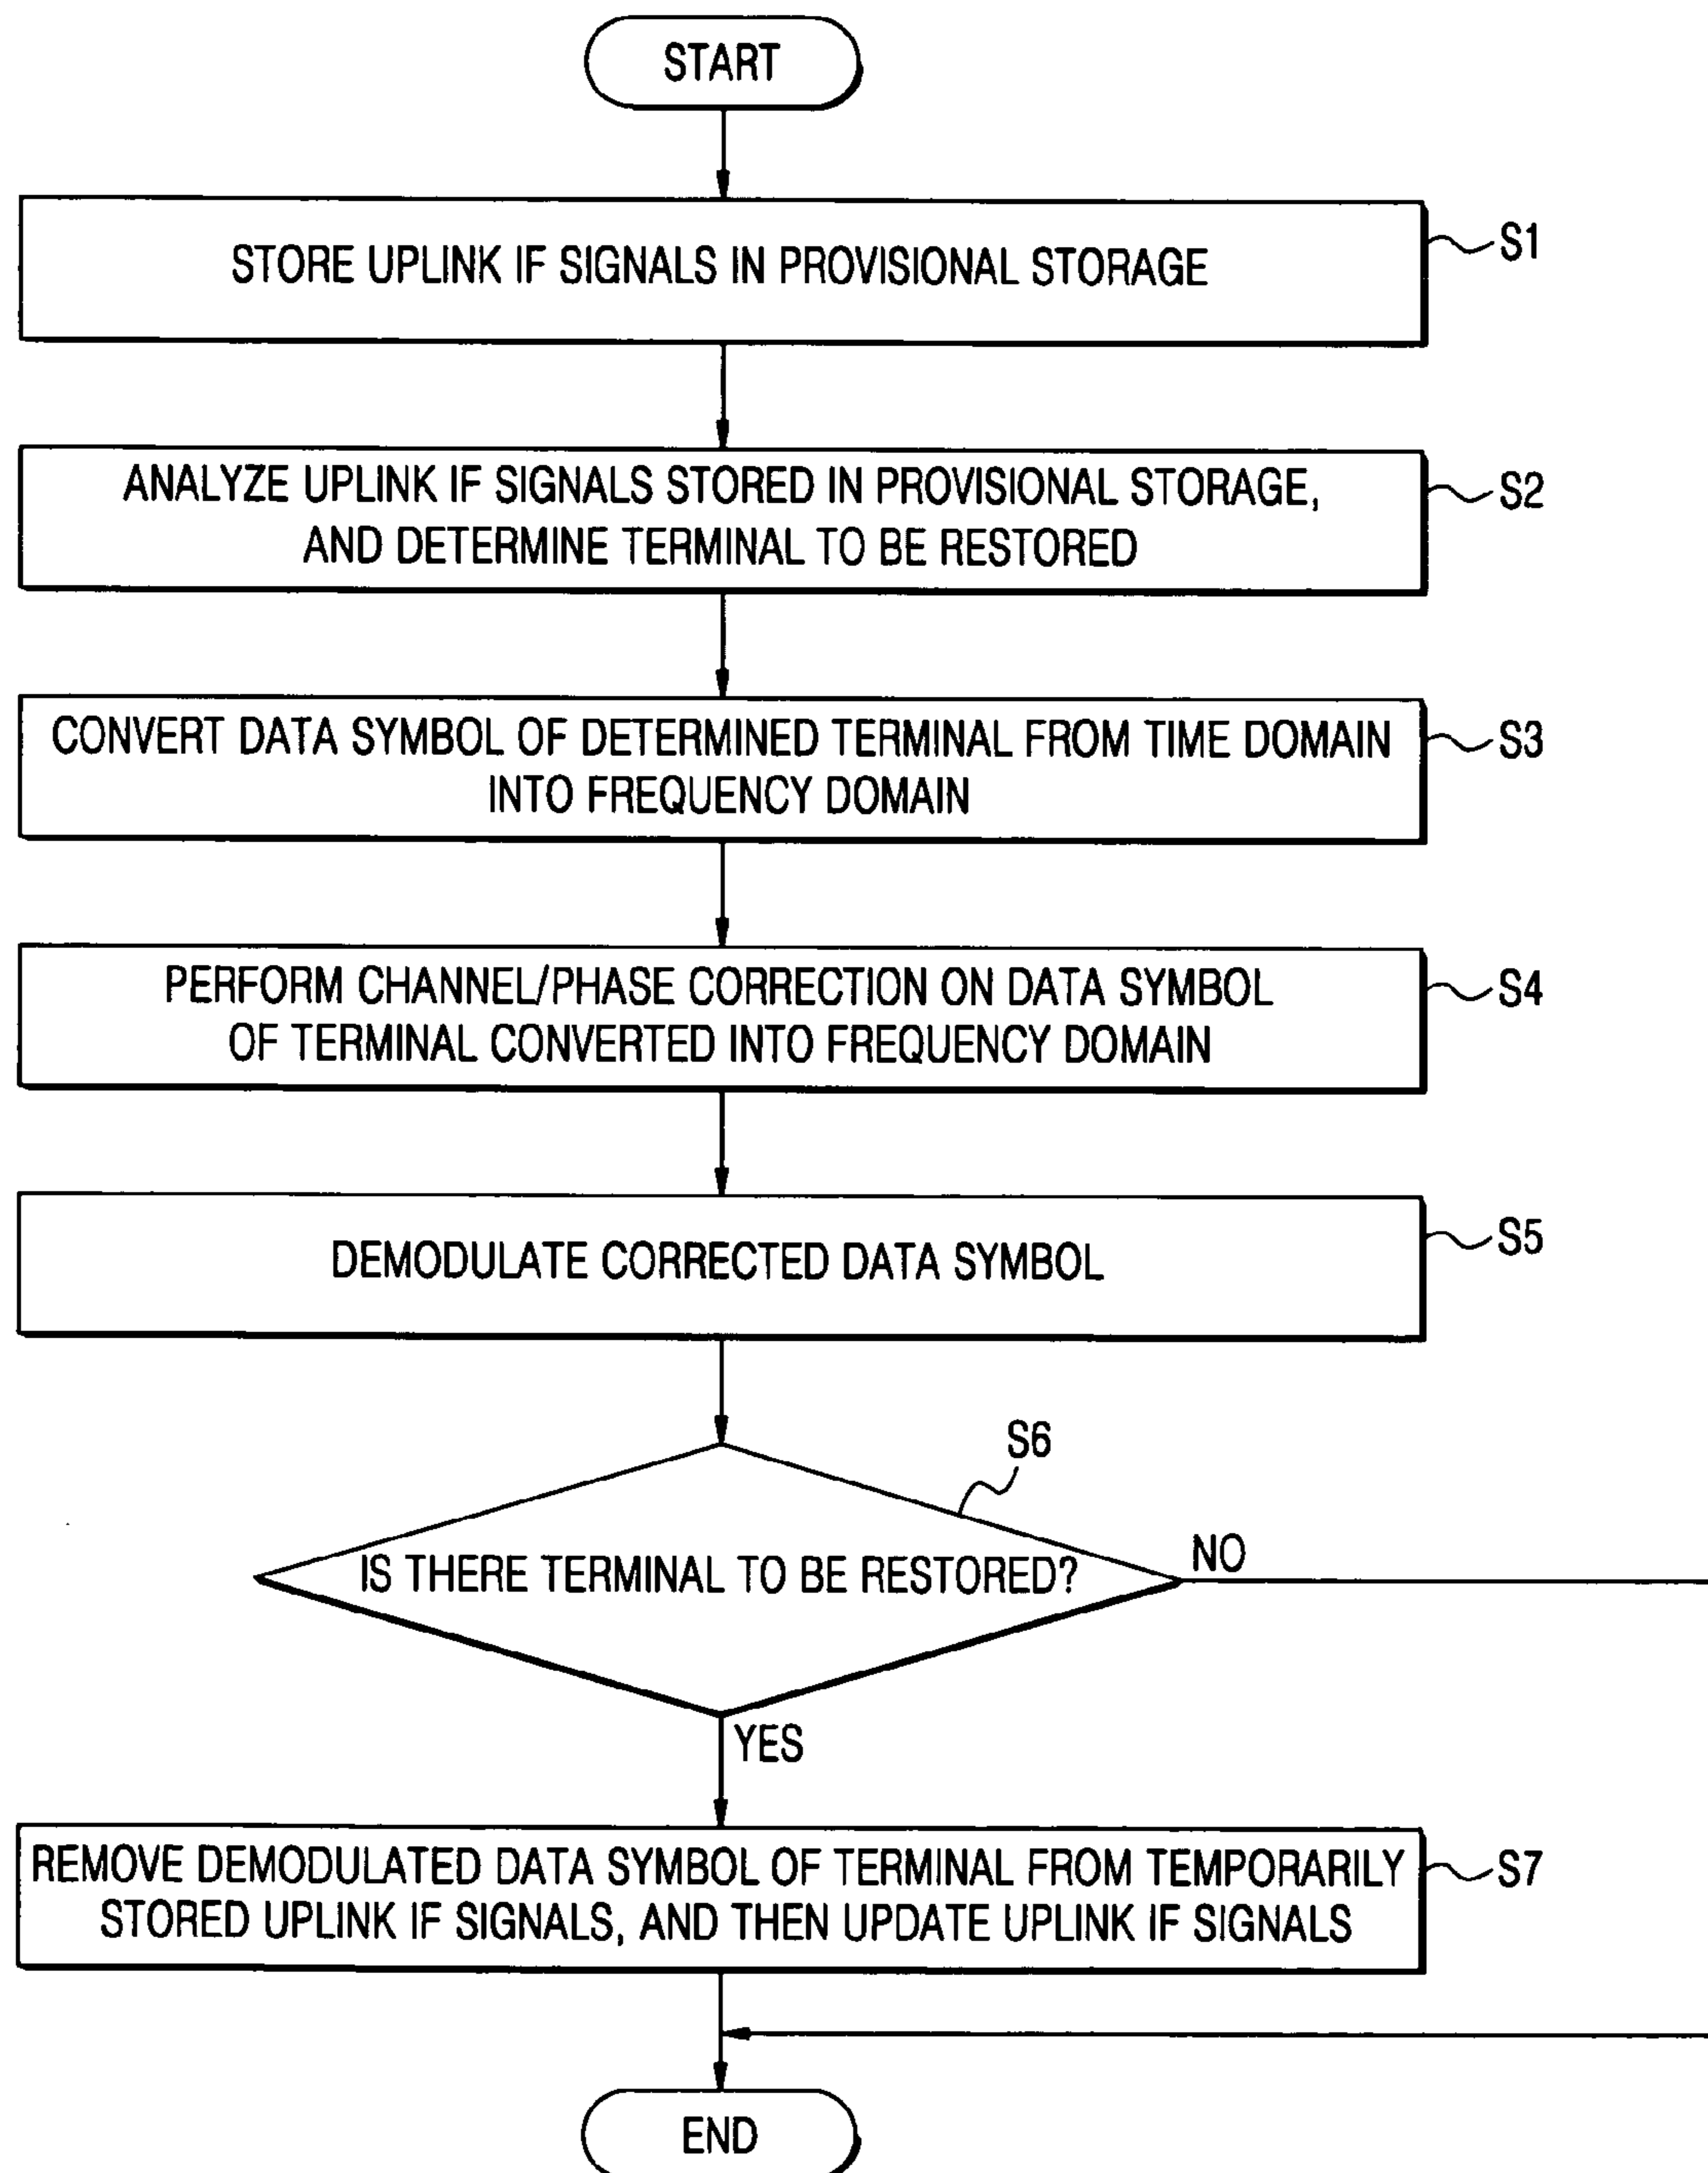 START
STORE UPLINK IF SIGNALS IN PROVISIONAL STORAGE
S1
ANALYZE UPLINK IF SIGNALS STORED IN PROVISIONAL STORAGE,
AND DETERMINE TERMINAL TO BE RESTORED
S2
CONVERT DATA SYMBOL OF DETERMINED TERMINAL FROM TIME DOMAIN
INTO FREQUENCY DOMAIN
S3
PERFORM CHANNEL/PHASE CORRECTION ON DATA SYMBOL
OF TERMINAL CONVERTED INTO FREQUENCY DOMAIN
S4
DEMODULATE CORRECTED DATA SYMBOL
S5
S6
IS THERE TERMINAL TO BE RESTORED?
NO
YES
REMOVE DEMODULATED DATA SYMBOL OF TERMINAL FROM TEMPORARILY
STORED UPLINK IF SIGNALS, AND THEN UPDATE UPLINK IF SIGNALS
S7
END